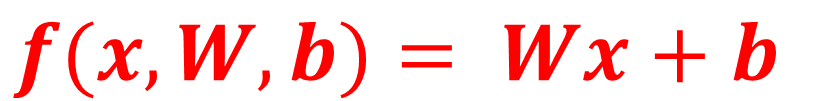 f(x, W, b) = Wx + b